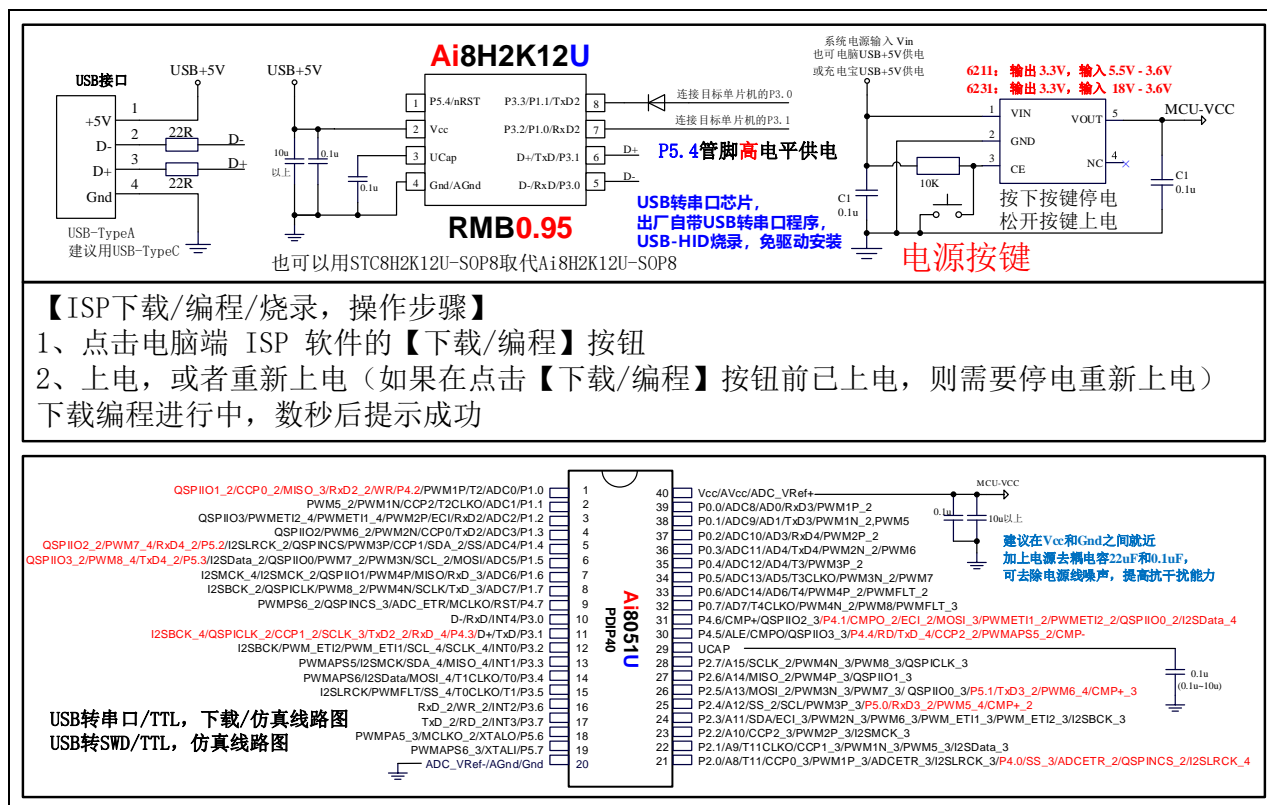 Ai8H2K12U
USB接口
+5V
D-
D+
Gnd
1
2
3
4
22R
22R
D-
D+
USB+5V
USB-TypeA
建议用USB-TypeC
USB+5V
10u
以上
0.1u
0.1u
1 P5.4/nRST
2 Vcc
3 UCap
4 Gnd/AGnd
P3.3/P1.1/TxD2 8
P3.2/P1.0/RxD2 7
D+/TxD/P3.1 6
D-/RxD/P3.0 5
D+
D-
连接目标单片机的P3.0
连接目标单片机的P3.1
P5.4管脚高电平供电
USB转串口芯片，
出厂自带USB转串口程序，
USB-HID烧录，免驱动安装
RMB0.95
也可以用STC8H2K12U-SOP8取代Ai8H2K12U-SOP8
系统电源输入 Vin
也可电脑USB+5V供电
或充电宝USB+5V供电
6211： 输出 3.3V，输入 5.5V - 3.6V
6231： 输出 3.3V，输入 18V - 3.6V
1 VIN
2 GND
3 CE
VOUT 5
NC 4
MCU-VCC
10K
C1
0.1u
C1
0.1u
按下按键停电
松开按键上电
电源按键
【ISP下载/编程/烧录，操作步骤】
1、点击电脑端 ISP 软件的【下载/编程】按钮
2、上电，或者重新上电（如果在点击【下载/编程】按钮前已上电，则需要停电重新上电）
下载编程进行中，数秒后提示成功
QSPIIO1_2/CCP0_2/MISO_3/RxD2_2/WR/P4.2/PWM1P/T2/ADC0/P1.0 1
PWM5_2/PWM1N/CCP2/T2CLKO/ADC1/P1.1 2
QSPIIO3/PWMETI2_4/PWMETI1_4/PWM2P/ECI/RxD2/ADC2/P1.2 3
QSPIIO2/PWM6_2/PWM2N/CCP0/TxD2/ADC3/P1.3 4
QSPIIO2_2/PWM7_4/RxD4_2/P5.2/I2SLRCK_2/QSPINCS/PWM3P/CCP1/SDA_2/SS/ADC4/P1.4 5
QSPIIO3_2/PWM8_4/TxD4_2/P5.3/I2SData_2/QSPIIO0/PWM7_2/PWM3N/SCL_2/MOSI/ADC5/P1.5 6
I2SMCK_4/I2SMCK_2/QSPIIO1/PWM4P/MISO/RxD_3/ADC6/P1.6 7
I2SBCK_2/QSPICLK/PWM8_2/PWM4N/SCLK/TxD_3/ADC7/P1.7 8
PWMPS6_2/QSPINCS_3/ADC_ETR/MCLKO/RST/P4.7 9
D-/RxD/INT4/P3.0 10
I2SBCK_4/QSPICLK_2/CCP1_2/SCLK_3/TxD2_2/RxD_4/P4.3/D+/TxD/P3.1 11
I2SBCK/PWM_ETI2/PWM_ETI1/SCL_4/SCLK_4/INT0/P3.2 12
PWMAPS5/I2SMCK/SDA_4/MISO_4/INT1/P3.3 13
PWMAPS6/I2SData/MOSI_4/T1CLKO/T0/P3.4 14
I2SLRCK/PWMFLT/SS_4/T0CLKO/T1/P3.5 15
RxD_2/WR_2/INT2/P3.6 16
TxD_2/RD_2/INT3/P3.7 17
PWMPA5_3/MCLKO_2/XTALO/P5.6 18
PWMAPS6_3/XTALI/P5.7 19
ADC_VRef-/AGnd/Gnd 20
Ai8051U
PDIP40
40 Vcc/AVcc/ADC_VRef+
39 P0.0/ADC8/AD0/RxD3/PWM1P_2
38 P0.1/ADC9/AD1/TxD3/PWM1N_2,PWM5
37 P0.2/ADC10/AD3/RxD4/PWM2P_2
36 P0.3/ADC11/AD4/TxD4/PWM2N_2/PWM6
35 P0.4/ADC12/AD4/T3/PWM3P_2
34 P0.5/ADC13/AD5/T3CLKO/PWM3N_2/PWM7
33 P0.6/ADC14/AD6/T4/PWM4P_2/PWMFLT_2
32 P0.7/AD7/T4CLKO/PWM4N_2/PWM8/PWMFLT_3
31 P4.6/CMP+/QSPIIO2_3/P4.1/CMPO_2/ECI_2/MOSI_3/PWMETI1_2/PWMETI2_2/QSPIIO0_2/I2SData_4
30 P4.5/ALE/CMPO/QSPIIO3_3/P4.4/RD/TxD_4/CCP2_2/PWMAPS5_2/CMP-
29 UCAP
28 P2.7/A15/SCLK_2/PWM4N_3/PWM8_3/QSPICLK_3
27 P2.6/A14/MISO_2/PWM4P_3/QSPIIO1_3
26 P2.5/A13/MOSI_2/PWM3N_3/PWM7_3/ QSPIIO0_3/P5.1/TxD3_2/PWM6_4/CMP+_3
25 P2.4/A12/SS_2/SCL/PWM3P_3/P5.0/RxD3_2/PWM5_4/CMP+_2
24 P2.3/A11/SDA/ECI_3/PWM2N_3/PWM6_3/PWM_ETI1_3/PWM_ETI2_3/I2SBCK_3
23 P2.2/A10/CCP2_3/PWM2P_3/I2SMCK_3
22 P2.1/A9/T11CLKO/CCP1_3/PWM1N_3/PWM5_3/I2SData_3
21 P2.0/A8/T11/CCP0_3/PWM1P_3/ADCETR_3/I2SLRCK_3/P4.0/SS_3/ADCETR_2/QSPINCS_2/I2SLRCK_4
MCU-VCC
0.1u
10u以上
建议在Vcc和Gnd之间就近
加上电源去耦电容22uF和0.1uF，
可去除电源线噪声，提高抗干扰能力
0.1u
(0.1u~10u)
USB转串口/TTL，下载/仿真线路图
USB转SWD/TTL，仿真线路图